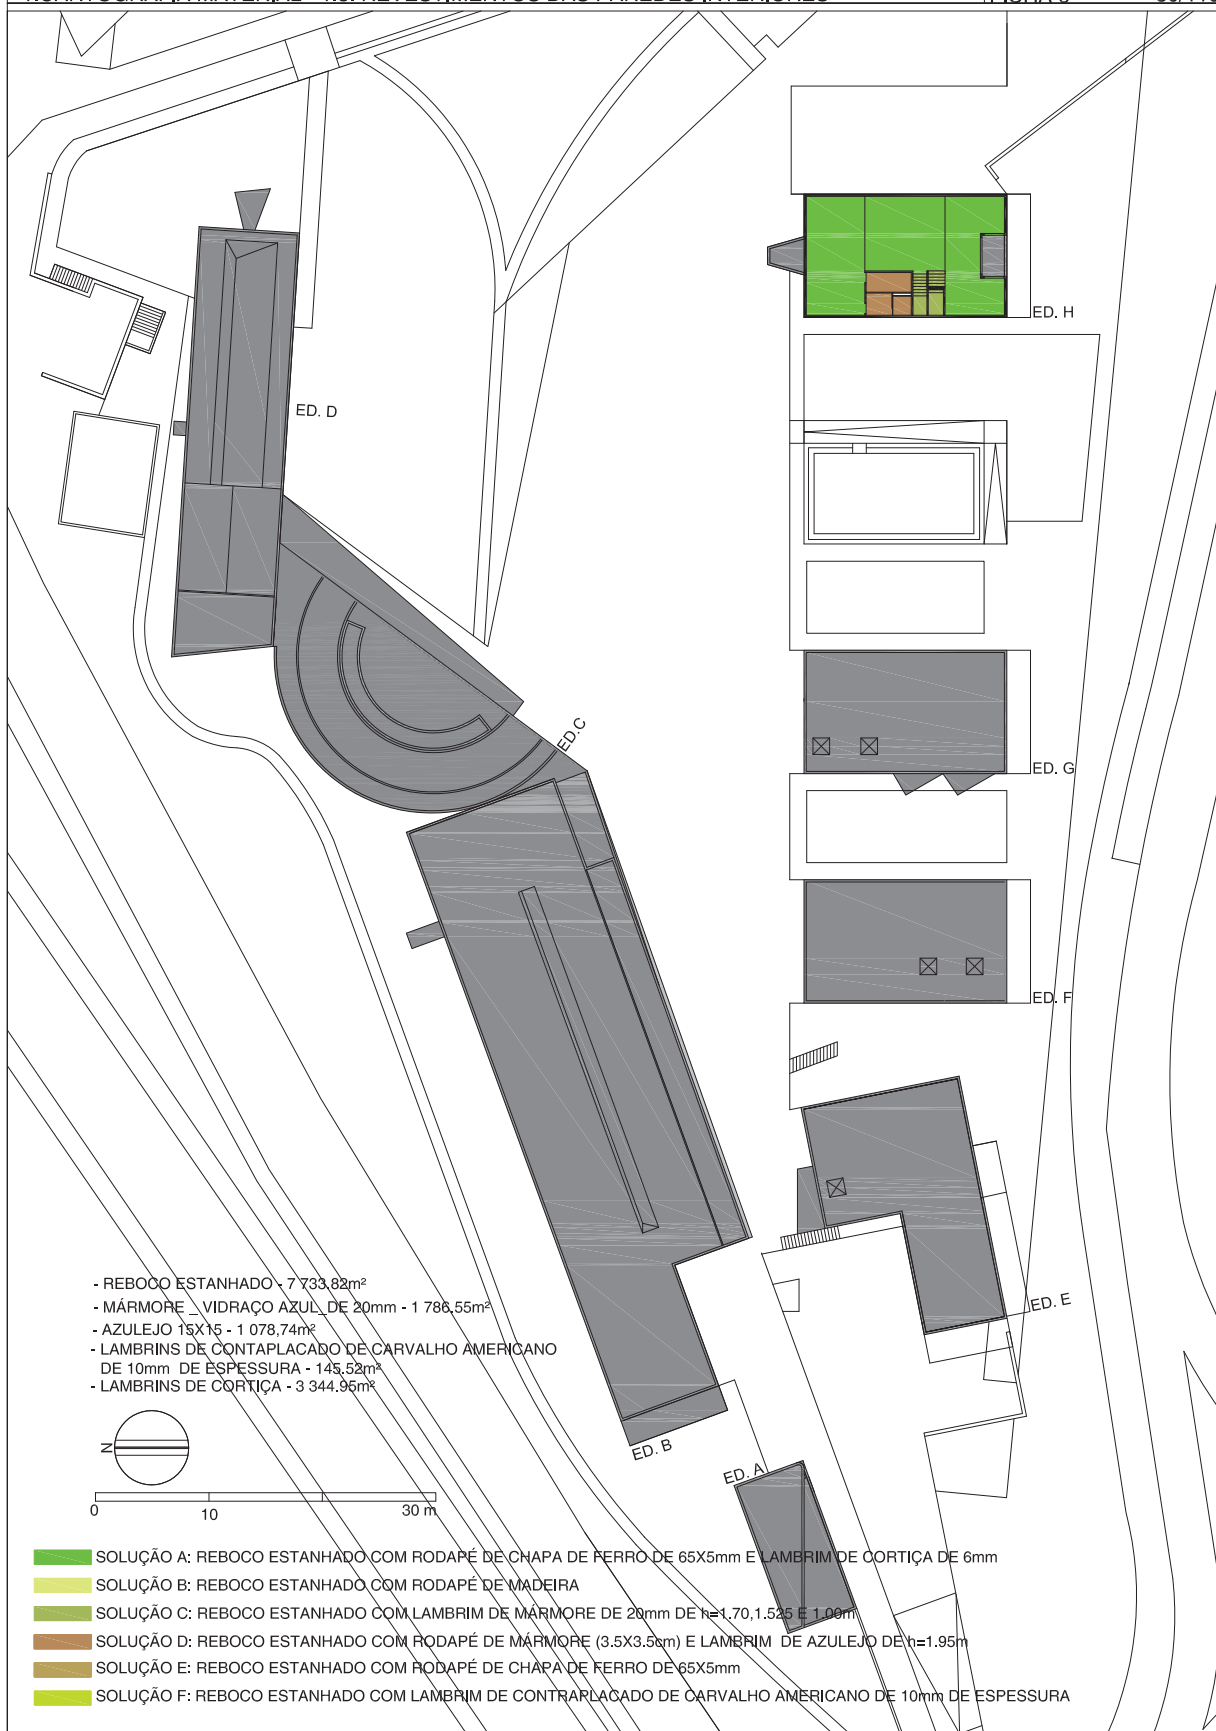 ED. H
ED. D
ED.C
ED. G
ED. F
ED. E
- REBOCO ESTANHADO - 7 733.82m²
- MÁRMORE _ VIDRAÇO AZUL_DE 20mm - 1 786.55m²
- AZULEJO 15X15 - 1 078,74m²
- LAMBRINS DE CONTAPLACADO DE CARVALHO AMERICANO
DE 10mm DE ESPESSURA - 145.52m²
- LAMBRINS DE CORTIÇA - 3 344.95m²
ED. B
ED. A
N
0 10 30 m
SOLUÇÃO A: REBOCO ESTANHADO COM RODAPÉ DE CHAPA DE FERRO DE 65X5mm E LAMBRIM DE CORTIÇA DE 6mm
SOLUÇÃO B: REBOCO ESTANHADO COM RODAPÉ DE MADEIRA
SOLUÇÃO C: REBOCO ESTANHADO COM LAMBRIM DE MÁRMORE DE 20mm DE h=1.70,1.525 E 1.00m
SOLUÇÃO D: REBOCO ESTANHADO COM RODAPÉ DE MÁRMORE (3.5X3.5cm) E LAMBRIM DE AZULEJO DE h=1.95m
SOLUÇÃO E: REBOCO ESTANHADO COM RODAPÉ DE CHAPA DE FERRO DE 65X5mm
SOLUÇÃO F: REBOCO ESTANHADO COM LAMBRIM DE CONTRAPLACADO DE CARVALHO AMERICANO DE 10mm DE ESPESSURA